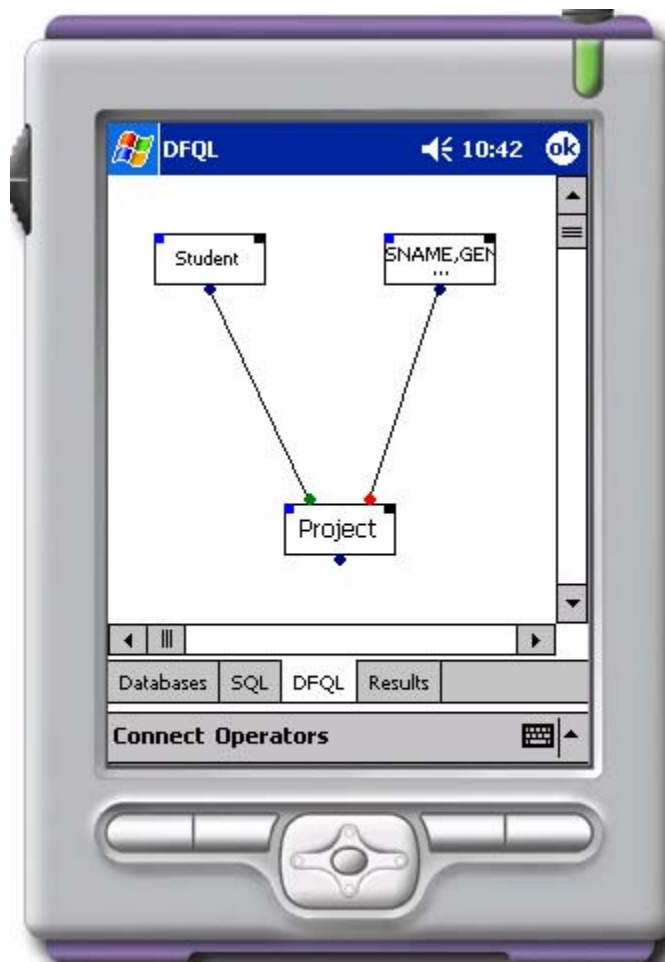 DFQL 10:42 ok
Student
SNAME,GEN
...
Project
Databases SQL DFQL Results
Connect Operators